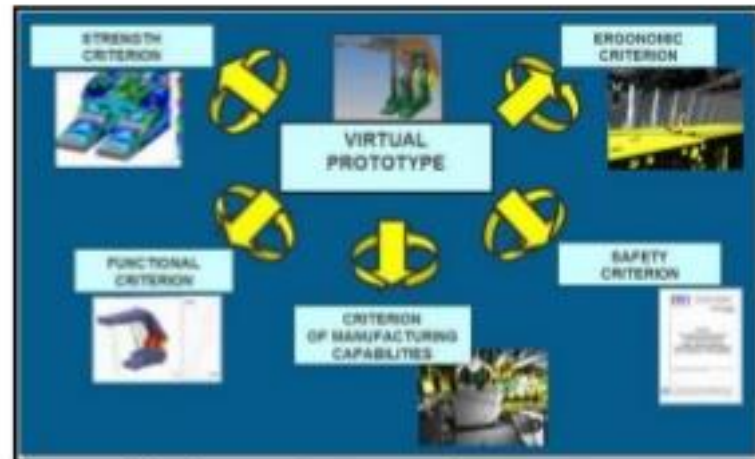 STRENGTH
CRITERION
ERGONOMIC
CRITERION
VIRTUAL
PROTOTYPE
FUNCTIONAL
CRITERION
SAFETY
CRITERION
CRITERION
OF MANUFACTURING
CAPABILITIES